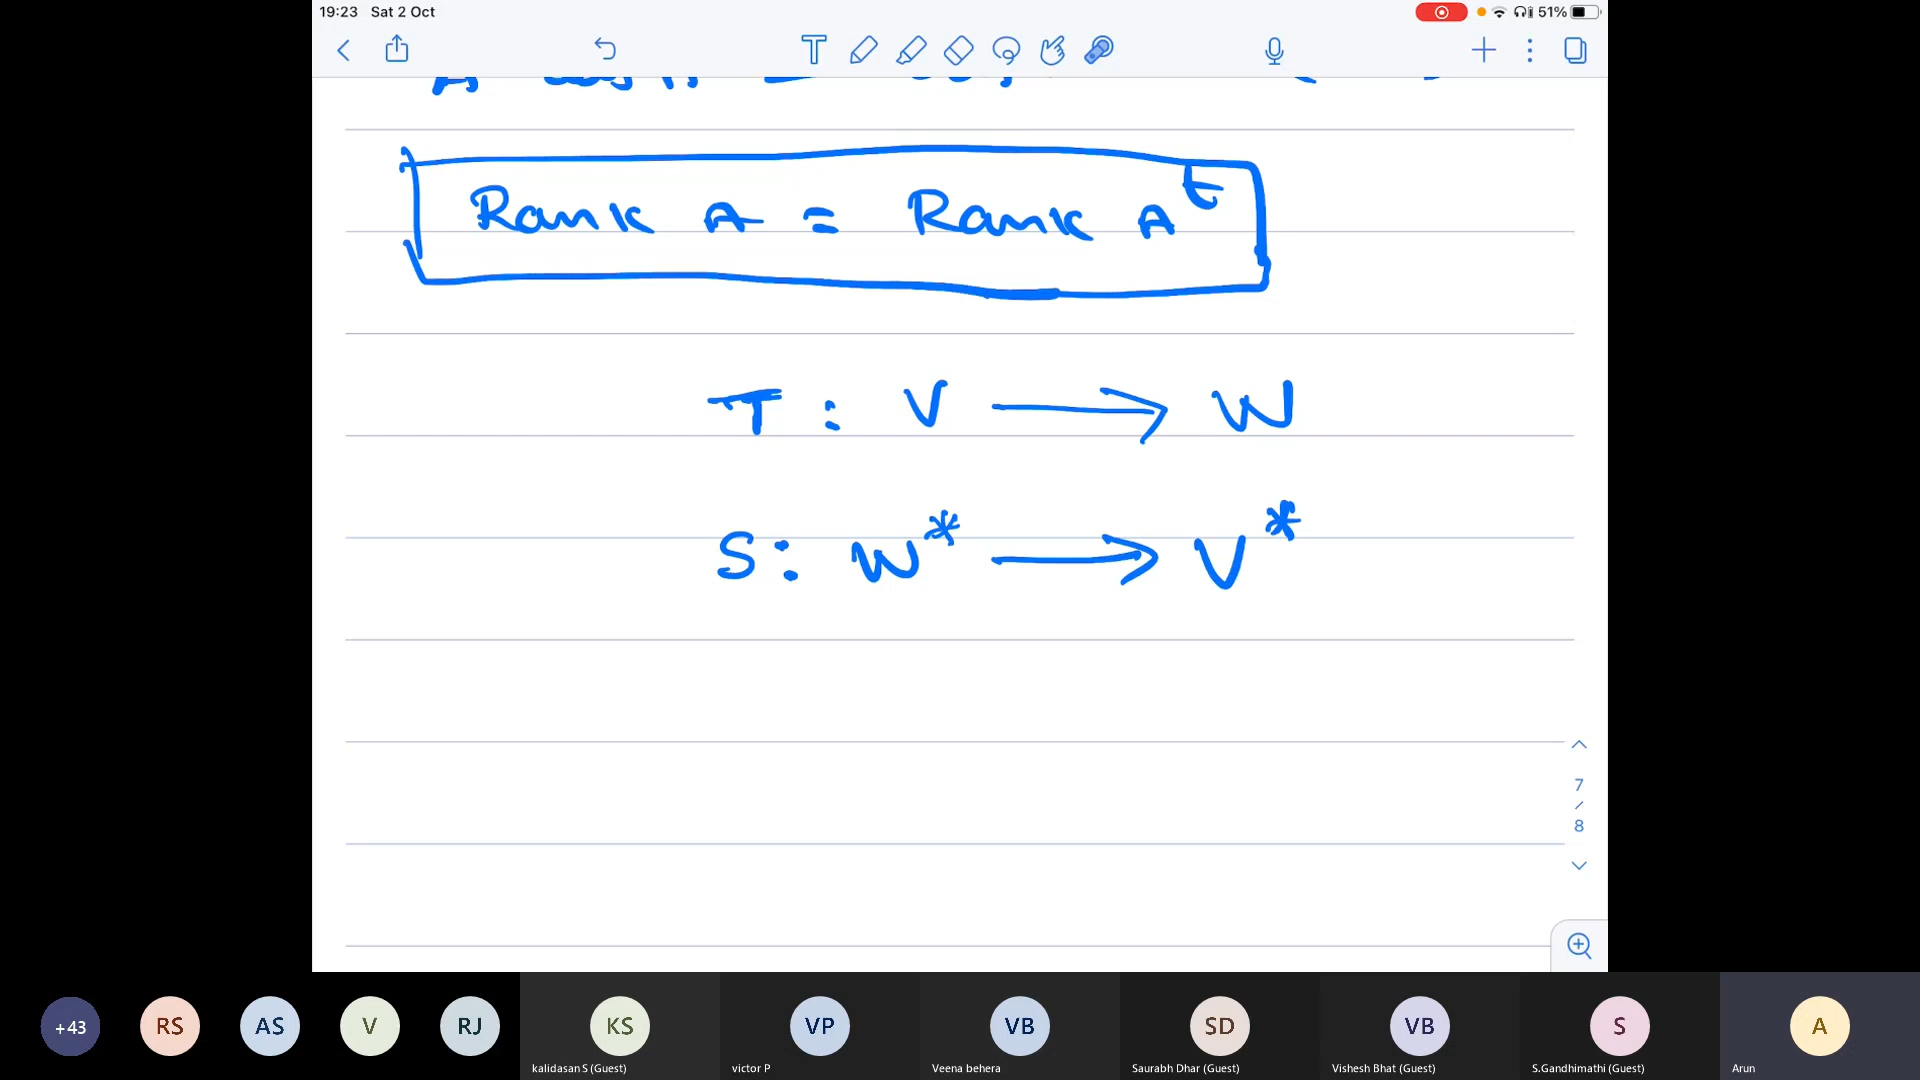 19:23 Sat 2 Oct 51%
Rank A = Rank A^t
T : V ⟶ W
S : W* ⟶ V*
7
/
8
+43 RS AS V RJ KS VP VB SD VB S A
kalidasan S (Guest) victor P Veena behera Saurabh Dhar (Guest) Vishesh Bhat (Guest) S.Gandhimathi (Guest) Arun